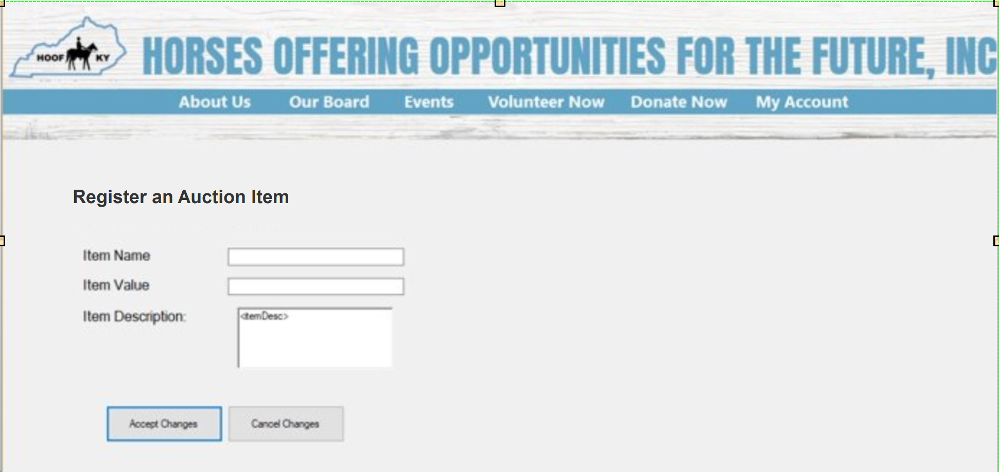 HOOF KY
HORSES OFFERING OPPORTUNITIES FOR THE FUTURE, INC
About Us Our Board Events Volunteer Now Donate Now My Account
Register an Auction Item
Item Name
Item Value
Item Description:
<itemDesc>
Accept Changes Cancel Changes